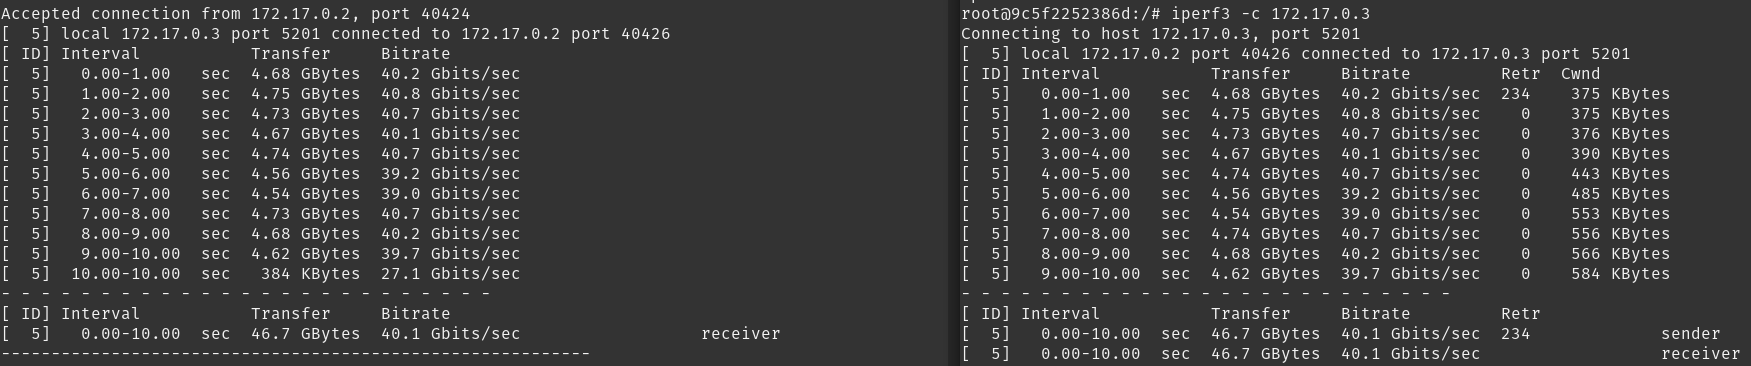 Accepted connection from 172.17.0.2, port 40424
[  5] local 172.17.0.3 port 5201 connected to 172.17.0.2 port 40426
[ ID] Interval           Transfer     Bitrate
[  5]   0.00-1.00   sec  4.68 GBytes  40.2 Gbits/sec
[  5]   1.00-2.00   sec  4.75 GBytes  40.8 Gbits/sec
[  5]   2.00-3.00   sec  4.73 GBytes  40.7 Gbits/sec
[  5]   3.00-4.00   sec  4.67 GBytes  40.1 Gbits/sec
[  5]   4.00-5.00   sec  4.74 GBytes  40.7 Gbits/sec
[  5]   5.00-6.00   sec  4.56 GBytes  39.2 Gbits/sec
[  5]   6.00-7.00   sec  4.54 GBytes  39.0 Gbits/sec
[  5]   7.00-8.00   sec  4.73 GBytes  40.7 Gbits/sec
[  5]   8.00-9.00   sec  4.68 GBytes  40.2 Gbits/sec
[  5]   9.00-10.00  sec  4.62 GBytes  39.7 Gbits/sec
[  5]  10.00-10.00  sec   384 KBytes  27.1 Gbits/sec
- - - - - - - - - - - - - - - - - - - - - - - - -
[ ID] Interval           Transfer     Bitrate
[  5]   0.00-10.00  sec  46.7 GBytes  40.1 Gbits/sec                  receiver
-----------------------------------------------------------
root@9c5f2252386d:/# iperf3 -c 172.17.0.3
Connecting to host 172.17.0.3, port 5201
[  5] local 172.17.0.2 port 40426 connected to 172.17.0.3 port 5201
[ ID] Interval           Transfer     Bitrate         Retr  Cwnd
[  5]   0.00-1.00   sec  4.68 GBytes  40.2 Gbits/sec  234    375 KBytes
[  5]   1.00-2.00   sec  4.75 GBytes  40.8 Gbits/sec    0    375 KBytes
[  5]   2.00-3.00   sec  4.73 GBytes  40.7 Gbits/sec    0    376 KBytes
[  5]   3.00-4.00   sec  4.67 GBytes  40.1 Gbits/sec    0    390 KBytes
[  5]   4.00-5.00   sec  4.74 GBytes  40.7 Gbits/sec    0    443 KBytes
[  5]   5.00-6.00   sec  4.56 GBytes  39.2 Gbits/sec    0    485 KBytes
[  5]   6.00-7.00   sec  4.54 GBytes  39.0 Gbits/sec    0    553 KBytes
[  5]   7.00-8.00   sec  4.74 GBytes  40.7 Gbits/sec    0    556 KBytes
[  5]   8.00-9.00   sec  4.68 GBytes  40.2 Gbits/sec    0    566 KBytes
[  5]   9.00-10.00  sec  4.62 GBytes  39.7 Gbits/sec    0    584 KBytes
- - - - - - - - - - - - - - - - - - - - - - - - -
[ ID] Interval           Transfer     Bitrate         Retr
[  5]   0.00-10.00  sec  46.7 GBytes  40.1 Gbits/sec  234             sender
[  5]   0.00-10.00  sec  46.7 GBytes  40.1 Gbits/sec                  receiver